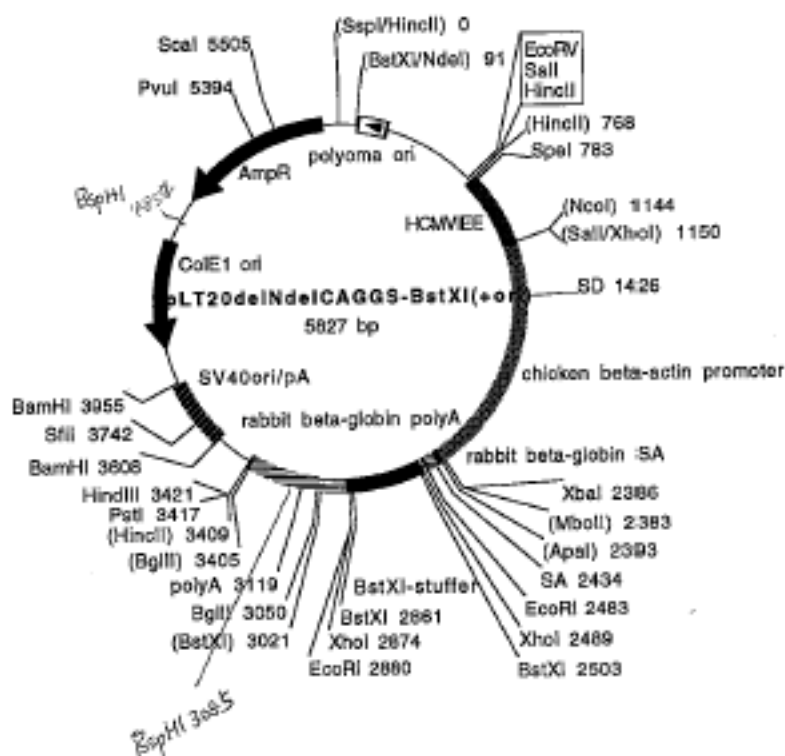 (SspI/HincII) 0
ScaI 5505
(BstXI/NdeI) 91
EcoRV
SalI
HincII
PvuI 5394
(HincII) 768
SpeI 783
polyoma ori
AmpR
BspHI
HCMVIEE
(NcoI) 1144
(SalI/XhoI) 1150
ColE1 ori
SD 1426
pLT20delNdeICAGGS-BstXI(+ori)
5827 bp
chicken beta-actin promoter
SV40ori/pA
BamHI 3955
rabbit beta-globin polyA
SfiI 3742
rabbit beta-globin SA
BamHI 3608
HindIII 3421
XbaI 2386
PstI 3417
(MboII) 2383
(HincII) 3409
(ApaI) 2393
(BglII) 3405
polyA 3119
BstXI-stuffer
SA 2434
BglII 3050
BstXI 2861
EcoRI 2483
(BstXI) 3021
XhoI 2874
XhoI 2489
EcoRI 2880
BstXI 2503
BspHI 3085